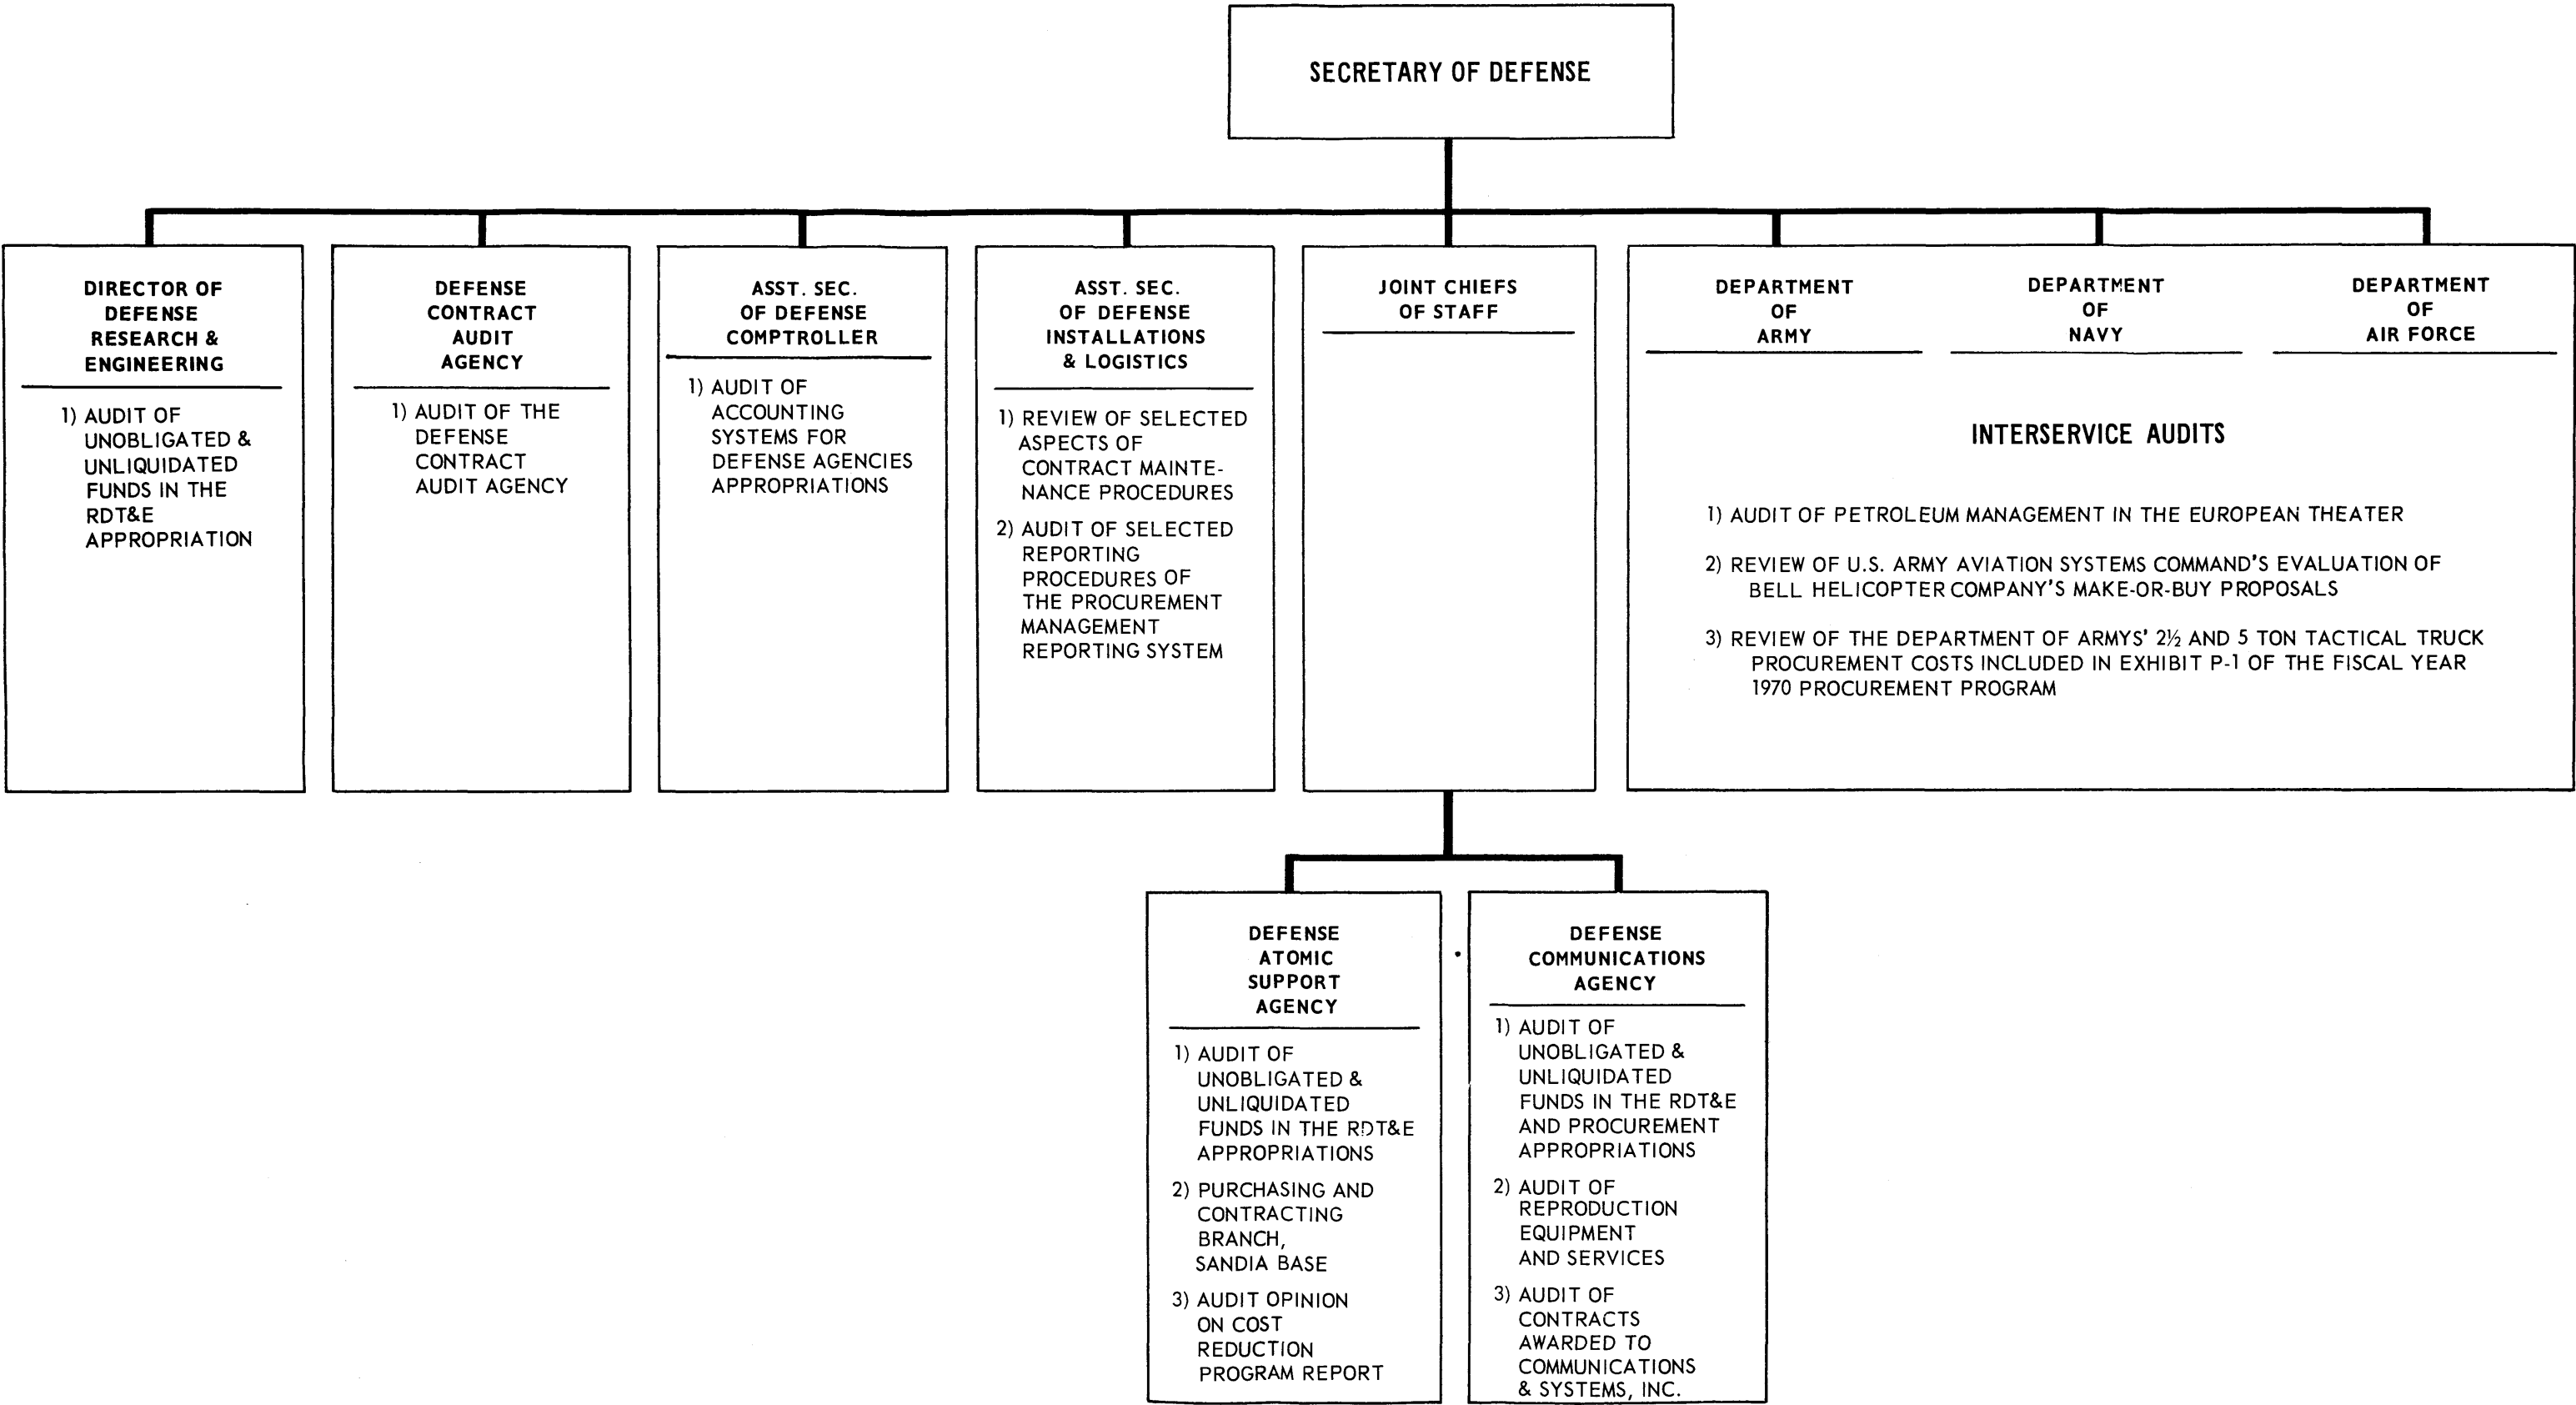 SECRETARY OF DEFENSE
DIRECTOR OF
DEFENSE
RESEARCH &
ENGINEERING
1) AUDIT OF
UNOBLIGATED &
UNLIQUIDATED
FUNDS IN THE
RDT&E
APPROPRIATION
DEFENSE
CONTRACT
AUDIT
AGENCY
1) AUDIT OF THE
DEFENSE
CONTRACT
AUDIT AGENCY
ASST. SEC.
OF DEFENSE
COMPTROLLER
1) AUDIT OF
ACCOUNTING
SYSTEMS FOR
DEFENSE AGENCIES
APPROPRIATIONS
ASST. SEC.
OF DEFENSE
INSTALLATIONS
& LOGISTICS
1) REVIEW OF SELECTED
ASPECTS OF
CONTRACT MAINTE-
NANCE PROCEDURES
2) AUDIT OF SELECTED
REPORTING
PROCEDURES OF
THE PROCUREMENT
MANAGEMENT
REPORTING SYSTEM
JOINT CHIEFS
OF STAFF
DEPARTMENT
OF
ARMY
DEPARTMENT
OF
NAVY
DEPARTMENT
OF
AIR FORCE
INTERSERVICE AUDITS
1) AUDIT OF PETROLEUM MANAGEMENT IN THE EUROPEAN THEATER
2) REVIEW OF U.S. ARMY AVIATION SYSTEMS COMMAND'S EVALUATION OF
BELL HELICOPTER COMPANY'S MAKE-OR-BUY PROPOSALS
3) REVIEW OF THE DEPARTMENT OF ARMYS' 2½ AND 5 TON TACTICAL TRUCK
PROCUREMENT COSTS INCLUDED IN EXHIBIT P-1 OF THE FISCAL YEAR
1970 PROCUREMENT PROGRAM
DEFENSE
ATOMIC
SUPPORT
AGENCY
1) AUDIT OF
UNOBLIGATED &
UNLIQUIDATED
FUNDS IN THE RDT&E
APPROPRIATIONS
2) PURCHASING AND
CONTRACTING
BRANCH,
SANDIA BASE
3) AUDIT OPINION
ON COST
REDUCTION
PROGRAM REPORT
DEFENSE
COMMUNICATIONS
AGENCY
1) AUDIT OF
UNOBLIGATED &
UNLIQUIDATED
FUNDS IN THE RDT&E
AND PROCUREMENT
APPROPRIATIONS
2) AUDIT OF
REPRODUCTION
EQUIPMENT
AND SERVICES
3) AUDIT OF
CONTRACTS
AWARDED TO
COMMUNICATIONS
& SYSTEMS, INC.